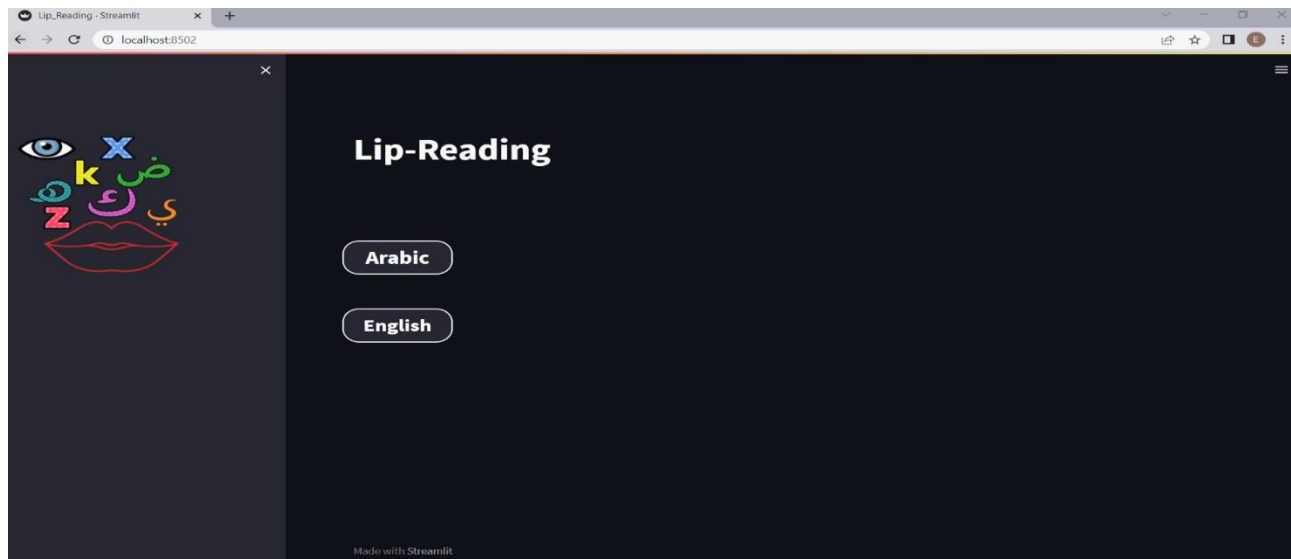 Lip_Reading · Streamlit
localhost:8502
E
x
k ض
ه ك ي
z
Lip-Reading
Arabic
English
Made with Streamlit